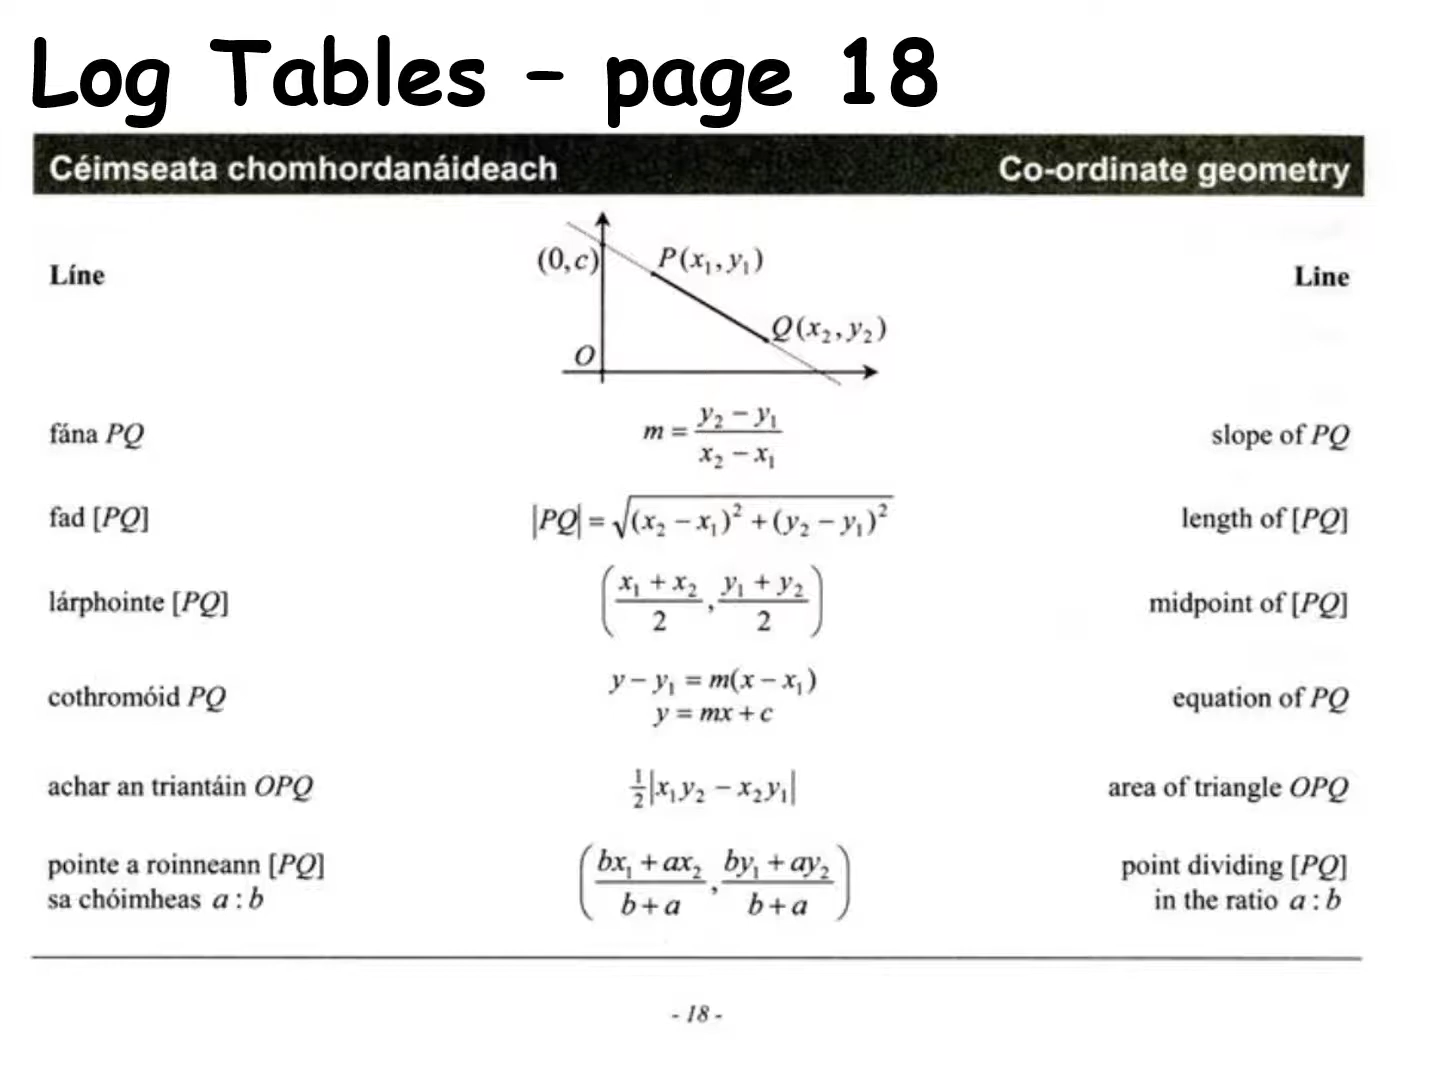 Log Tables – page 18
Céimseata chomhordanáideach Co-ordinate geometry
Líne (0, c) P(x₁, y₁) Line
Q(x₂, y₂)
O
fána PQ m = (y₂ − y₁)/(x₂ − x₁) slope of PQ
fad [PQ] |PQ| = √((x₂ − x₁)² + (y₂ − y₁)²) length of [PQ]
lárphointe [PQ] ((x₁ + x₂)/2, (y₁ + y₂)/2) midpoint of [PQ]
cothromóid PQ y − y₁ = m(x − x₁) equation of PQ
y = mx + c
achar an triantáin OPQ ½|x₁y₂ − x₂y₁| area of triangle OPQ
pointe a roinneann [PQ] ((bx₁ + ax₂)/(b + a), (by₁ + ay₂)/(b + a)) point dividing [PQ]
sa chóimheas a : b in the ratio a : b
- 18 -